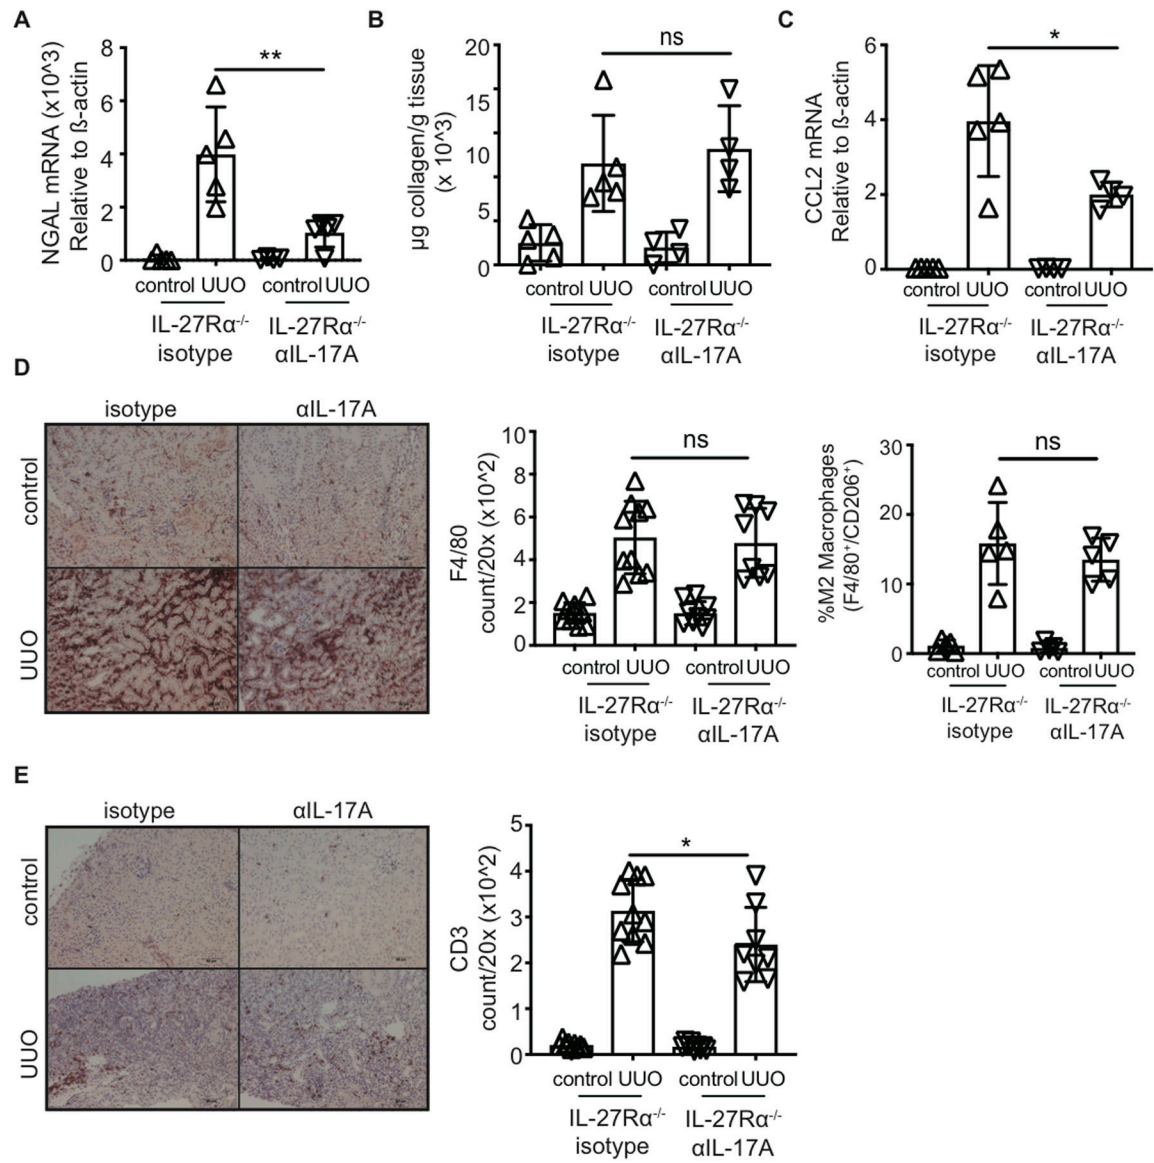 A
NGAL mRNA (x10^3)
Relative to ß-actin
8
6
4
2
0
**
control UUO control UUO
IL-27Rα-/- IL-27Rα-/-
isotype αIL-17A
B
µg collagen/g tissue
(x 10^3)
20
15
10
5
0
ns
control UUO control UUO
IL-27Rα-/- IL-27Rα-/-
isotype αIL-17A
C
CCL2 mRNA
Relative to ß-actin
6
4
2
0
*
control UUO control UUO
IL-27Rα-/- IL-27Rα-/-
isotype αIL-17A
D
isotype αIL-17A
control
UUO
F4/80
count/20x (x10^2)
10
8
6
4
2
0
ns
control UUO control UUO
IL-27Rα-/- IL-27Rα-/-
isotype αIL-17A
%M2 Macrophages
(F4/80+/CD206+)
30
20
10
0
ns
control UUO control UUO
IL-27Rα-/- IL-27Rα-/-
isotype αIL-17A
E
isotype αIL-17A
control
UUO
CD3
count/20x (x10^2)
5
4
3
2
1
0
*
control UUO control UUO
IL-27Rα-/- IL-27Rα-/-
isotype αIL-17A